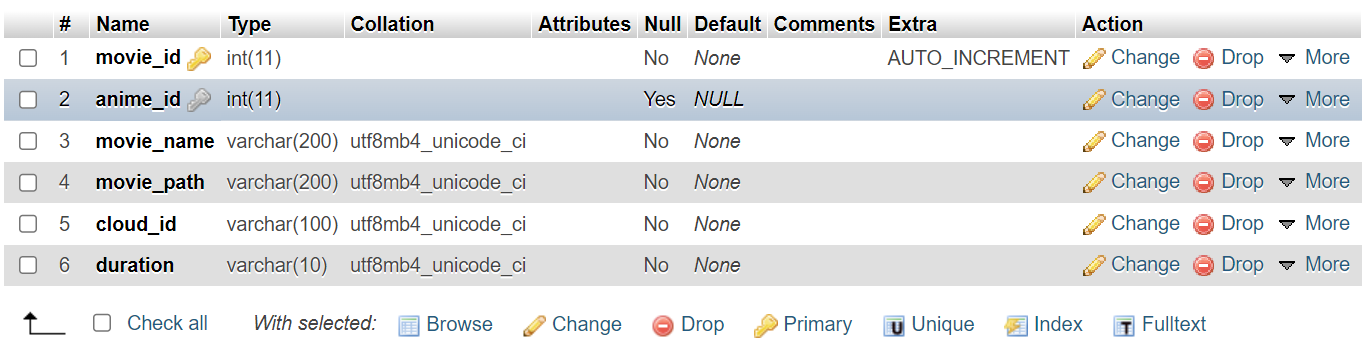 # Name Type Collation Attributes Null Default Comments Extra Action
1 movie_id int(11) No None AUTO_INCREMENT Change Drop More
2 anime_id int(11) Yes NULL Change Drop More
3 movie_name varchar(200) utf8mb4_unicode_ci No None Change Drop More
4 movie_path varchar(200) utf8mb4_unicode_ci No None Change Drop More
5 cloud_id varchar(100) utf8mb4_unicode_ci No None Change Drop More
6 duration varchar(10) utf8mb4_unicode_ci No None Change Drop More
Check all With selected: Browse Change Drop Primary U Unique Index T Fulltext